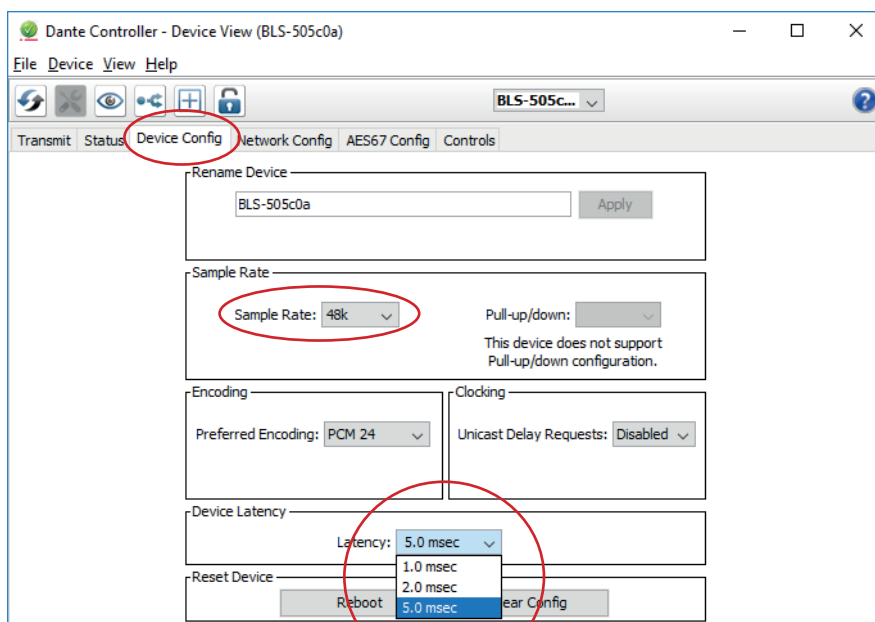 Dante Controller - Device View (BLS-505c0a)
File Device View Help
BLS-505c...
Transmit Status Device Config Network Config AES67 Config Controls
Rename Device
BLS-505c0a Apply
Sample Rate
Sample Rate: 48k Pull-up/down:
This device does not support
Pull-up/down configuration.
Encoding Clocking
Preferred Encoding: PCM 24 Unicast Delay Requests: Disabled
Device Latency
Latency: 5.0 msec
1.0 msec
2.0 msec
Reset Device
Reboot 5.0 msec ear Config